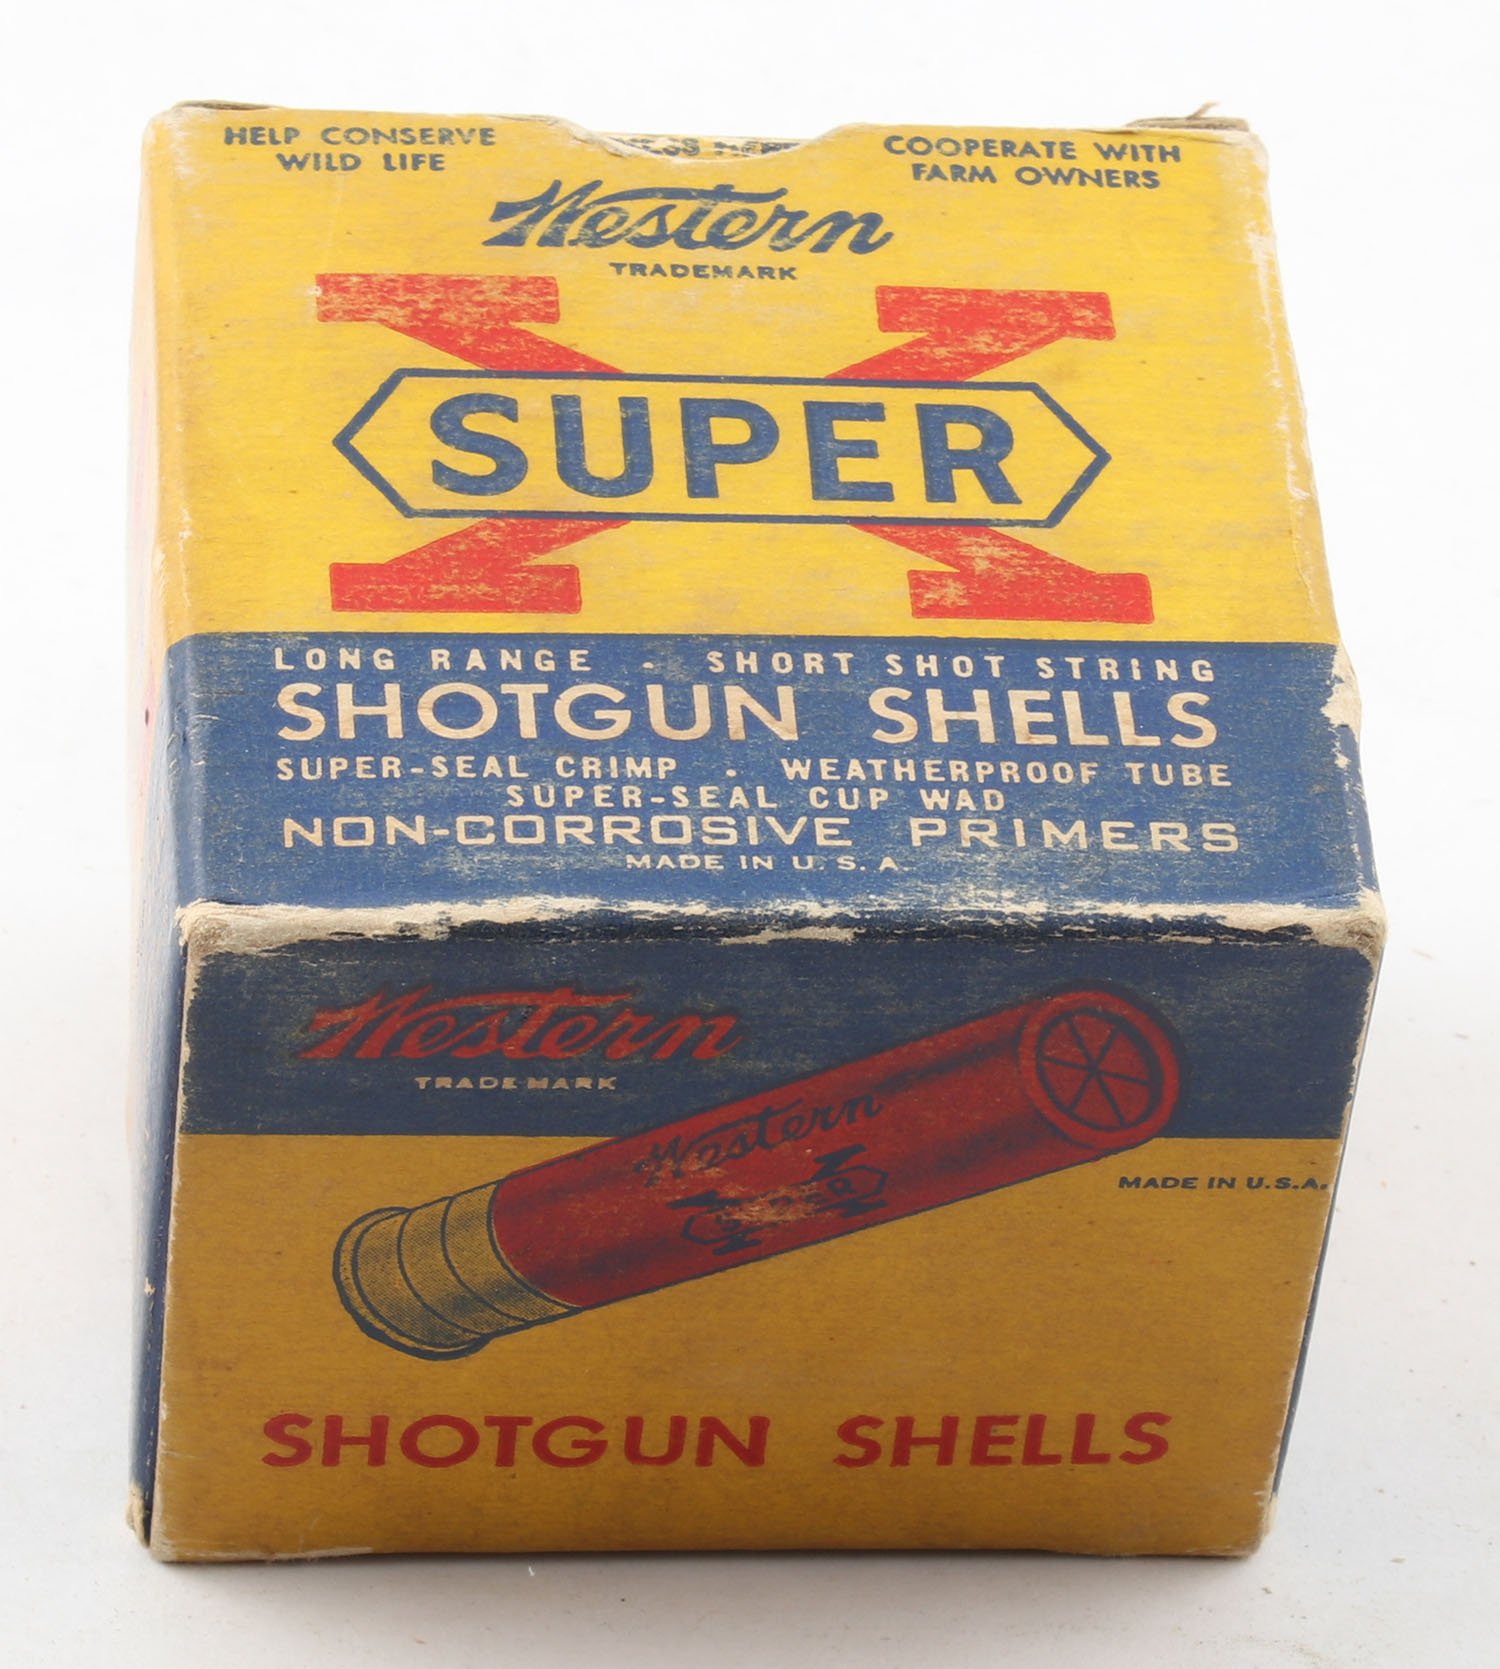 HELP CONSERVE
WILD LIFE
COOPERATE WITH
FARM OWNERS
Western
TRADEMARK
X
SUPER
LONG RANGE - SHORT SHOT STRING
SHOTGUN SHELLS
SUPER-SEAL CRIMP - WEATHERPROOF TUBE
SUPER-SEAL CUP WAD
NON-CORROSIVE PRIMERS
MADE IN U.S.A.
Western
TRADEMARK
Western
SUPER
X
MADE IN U.S.A.
SHOTGUN SHELLS